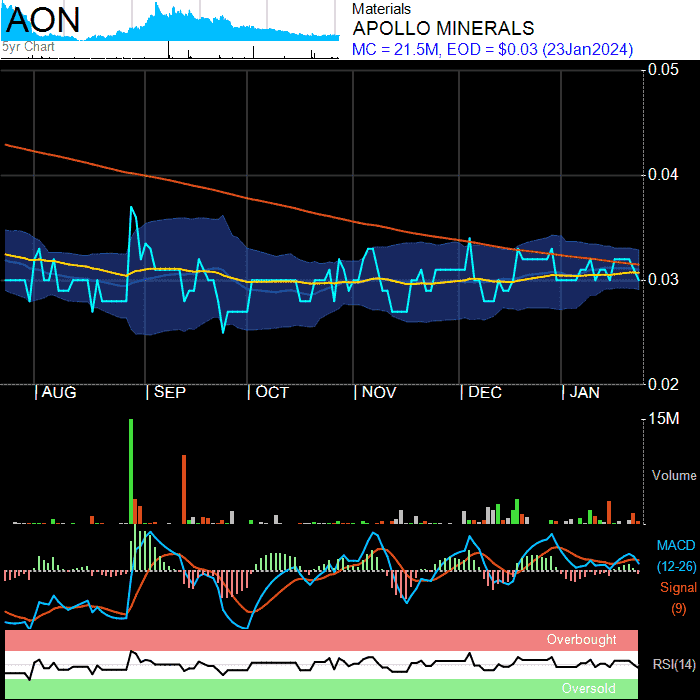 AON
5yr Chart
Materials
APOLLO MINERALS
MC = 21.5M, EOD = $0.03 (23Jan2024)
0.05
0.04
0.03
0.02
AUG SEP OCT NOV DEC JAN
15M
Volume
MACD
(12-26)
Signal
(9)
Overbought
RSI(14)
Oversold